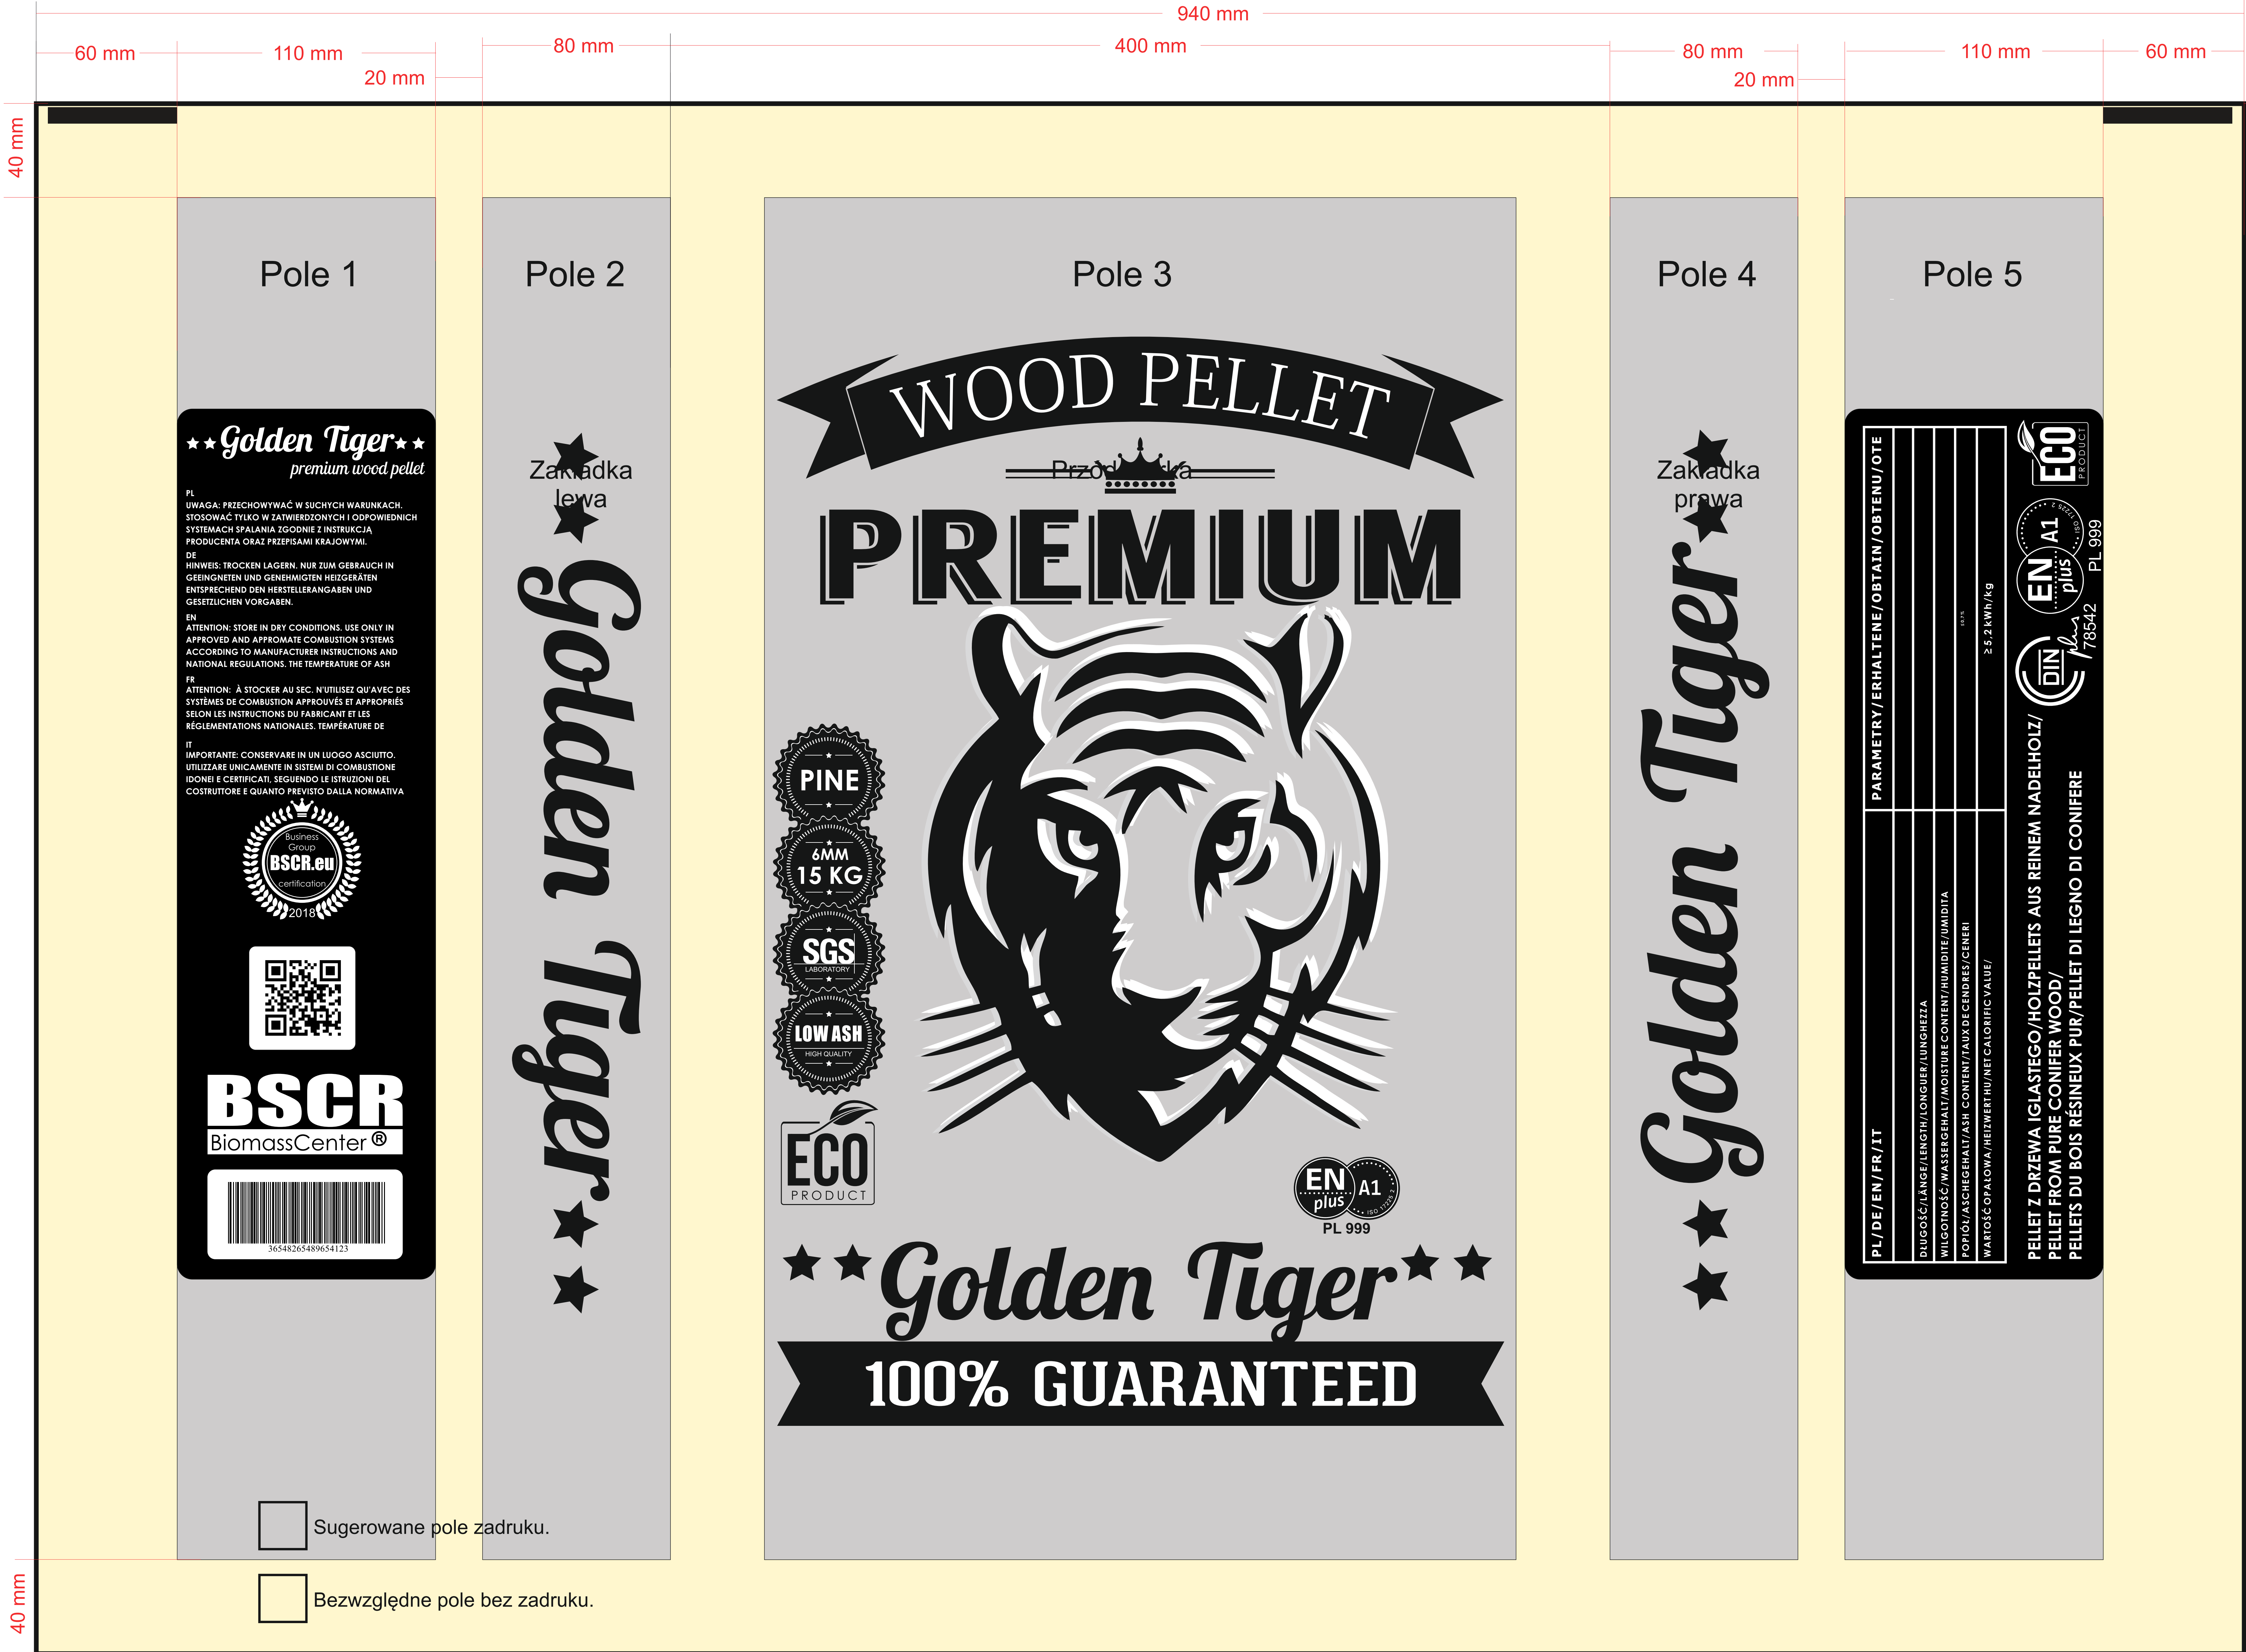 940 mm
60 mm
110 mm
20 mm
80 mm
400 mm
80 mm
20 mm
110 mm
60 mm
40 mm
40 mm
Pole 1
★★Golden Tiger★★
premium wood pellet
PL
UWAGA: PRZECHOWYWAĆ W SUCHYCH WARUNKACH.
STOSOWAĆ TYLKO W ZATWIERDZONYCH I ODPOWIEDNICH
SYSTEMACH SPALANIA ZGODNIE Z INSTRUKCJĄ
PRODUCENTA ORAZ PRZEPISAMI KRAJOWYMI.
DE
HINWEIS: TROCKEN LAGERN. NUR ZUM GEBRAUCH IN
GEEINGNETEN UND GENEHMIGTEN HEIZGERÄTEN
ENTSPRECHEND DEN HERSTELLERANGABEN UND
GESETZLICHEN VORGABEN.
EN
ATTENTION: STORE IN DRY CONDITIONS. USE ONLY IN
APPROVED AND APPROMATE COMBUSTION SYSTEMS
ACCORDING TO MANUFACTURER INSTRUCTIONS AND
NATIONAL REGULATIONS. THE TEMPERATURE OF ASH
FR
ATTENTION: À STOCKER AU SEC. N'UTILISEZ QU'AVEC DES
SYSTÈMES DE COMBUSTION APPROUVÉS ET APPROPRIÉS
SELON LES INSTRUCTIONS DU FABRICANT ET LES
RÉGLEMENTATIONS NATIONALES. TEMPÉRATURE DE
IT
IMPORTANTE: CONSERVARE IN UN LUOGO ASCIUTTO.
UTILIZZARE UNICAMENTE IN SISTEMI DI COMBUSTIONE
IDONEI E CERTIFICATI, SEGUENDO LE ISTRUZIONI DEL
COSTRUTTORE E QUANTO PREVISTO DALLA NORMATIVA
Business
Group
BSCR.eu
certification
2018
BSCR
BiomassCenter ®
36548265489654123
Pole 2
Zakładka
lewa
Golden Tiger
Pole 3
WOOD PELLET
PREMIUM
PINE
6MM
15 KG
SGS
LABORATORY
LOW ASH
HIGH QUALITY
ECO
PRODUCT
EN
plus
A1
ISO 17225 2
PL 999
★★Golden Tiger★★
100% GUARANTEED
Pole 4
Zakładka
prawa
Golden Tiger
Pole 5
PL/DE/EN/FR/IT
PARAMETRY/ERHALTENE/OBTAIN/OBTENU/OTE
DŁUGOŚĆ/LÄNGE/LENGTH/LONGUER/LUNGHEZZA
WILGOTNOŚĆ/WASSERGEHALT/MOISTURE CONTENT/HUMIDITE/UMIDITA
POPIÓŁ/ASCHEGEHALT/ASH CONTENT/TAUX DE CENDRES/CENERI
WARTOŚĆ OPAŁOWA/HEIZWERT HU/NET CALORIIFIC VALUE/
≥ 5,2 kWh/kg
PELLET Z DRZEWA IGLASTEGO/HOLZPELLETS AUS REINEM NADELHOLZ/
PELLET FROM PURE CONIFER WOOD/
PELLETS DU BOIS RÉSINEUX PUR/PELLET DI LEGNO DI CONIFERE
DIN
plus
78542
EN
plus
A1
ISO 17225 2
PL 999
ECO
PRODUCT
Sugerowane pole zadruku.
Bezwzględne pole bez zadruku.